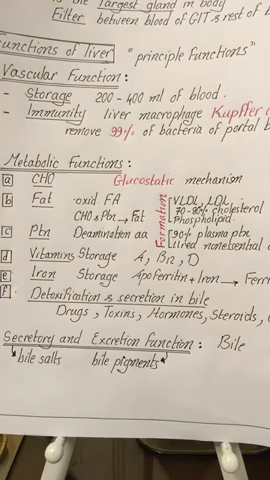 is the largest gland in body
Filter between blood of GIT & rest of b
Functions of liver "principle functions"
Vascular Function:
- Storage 200-400 ml of blood.
- Immunity liver macrophage Kupffer c
remove 99% of bacteria of portal b
Metabolic Functions:
a CHO Glucostatic mechanism
b Fat oxid. FA Formation VLDL, LDL,
70-80% cholesterol
CHO & Ptn → Fat Phospholipid
c Ptn Deamination aa 90% plasma ptn
Urea nonessential
d Vitamins Storage A, B12, D
e Iron Storage Apoferritin + Iron → Ferr
f Detoxification & secretion in bile
Drugs, Toxins, Hormones, Steroids,
Secretory and Excretion Function: Bile
bile salts bile pigments